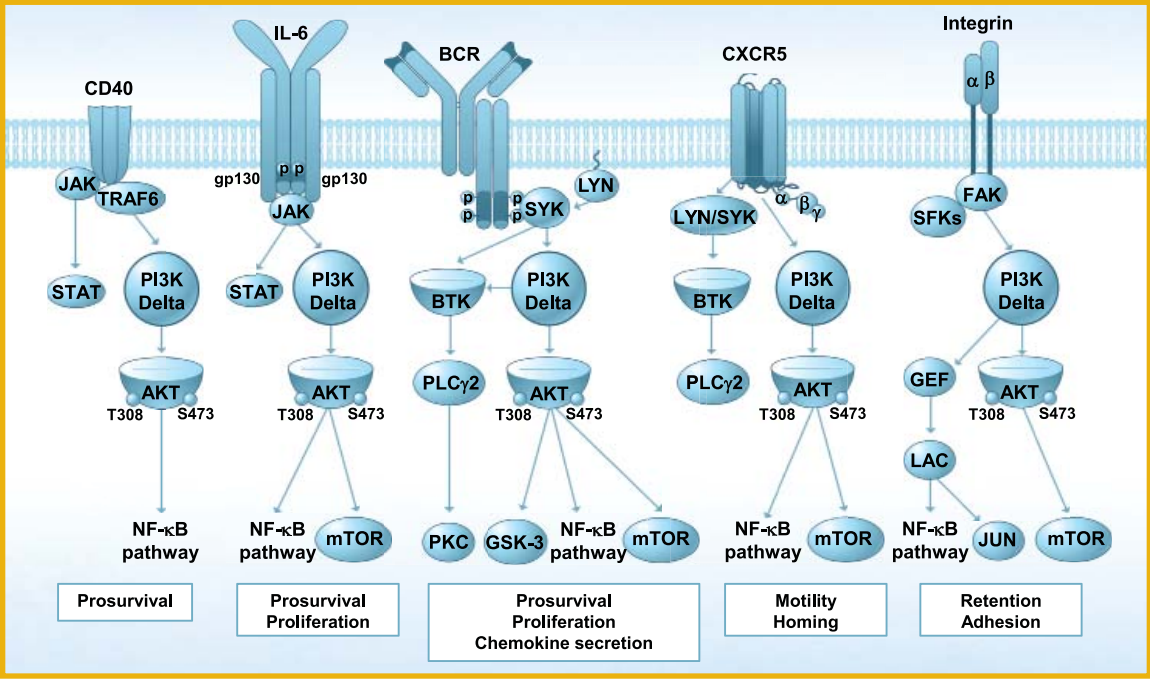 CD40
JAK
TRAF6
STAT
PI3K
Delta
AKT
T308 S473
NF-κB
pathway
Prosurvival
IL-6
gp130
p p
gp130
JAK
STAT
PI3K
Delta
AKT
T308 S473
NF-κB
pathway
mTOR
Prosurvival
Proliferation
BCR
p p
p p
SYK
LYN
BTK
PI3K
Delta
PLCγ2
AKT
T308 S473
PKC
GSK-3
NF-κB
pathway
mTOR
Prosurvival
Proliferation
Chemokine secretion
CXCR5
α β γ
LYN/SYK
BTK
PI3K
Delta
PLCγ2
AKT
T308 S473
NF-κB
pathway
mTOR
Motility
Homing
Integrin
α β
FAK
SFKs
PI3K
Delta
GEF
AKT
T308 S473
LAC
NF-κB
pathway
JUN
mTOR
Retention
Adhesion